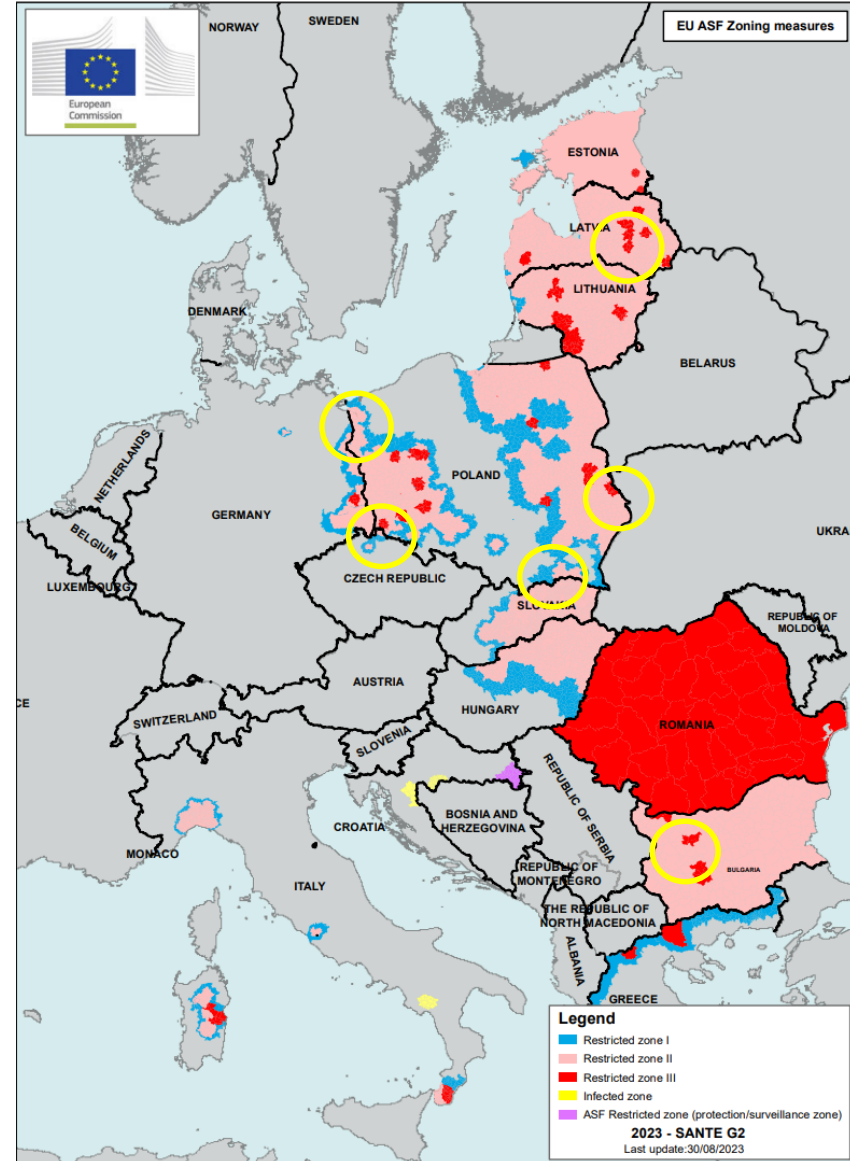 NORWAY
SWEDEN
EU ASF Zoning measures
European
Commission
ESTONIA
LATVIA
LITHUANIA
DENMARK
BELARUS
NETHERLANDS
POLAND
GERMANY
BELGIUM
UKRA
LUXEMBOURG
CZECH REPUBLIC
SLOVAKIA
REPUBLIC OF
MOLDOVA
AUSTRIA
CE
HUNGARY
SWITZERLAND
ROMANIA
SLOVENIA
REPUBLIC OF SERBIA
CROATIA
BOSNIA AND
HERZEGOVINA
MONACO
ITALY
REPUBLIC OF
MONTENEGRO
BULGARIA
THE REPUBLIC OF
NORTH MACEDONIA
ALBANIA
GREECE
Legend
Restricted zone I
Restricted zone II
Restricted zone III
Infected zone
ASF Restricted zone (protection/surveillance zone)
2023 - SANTE G2
Last update:30/08/2023